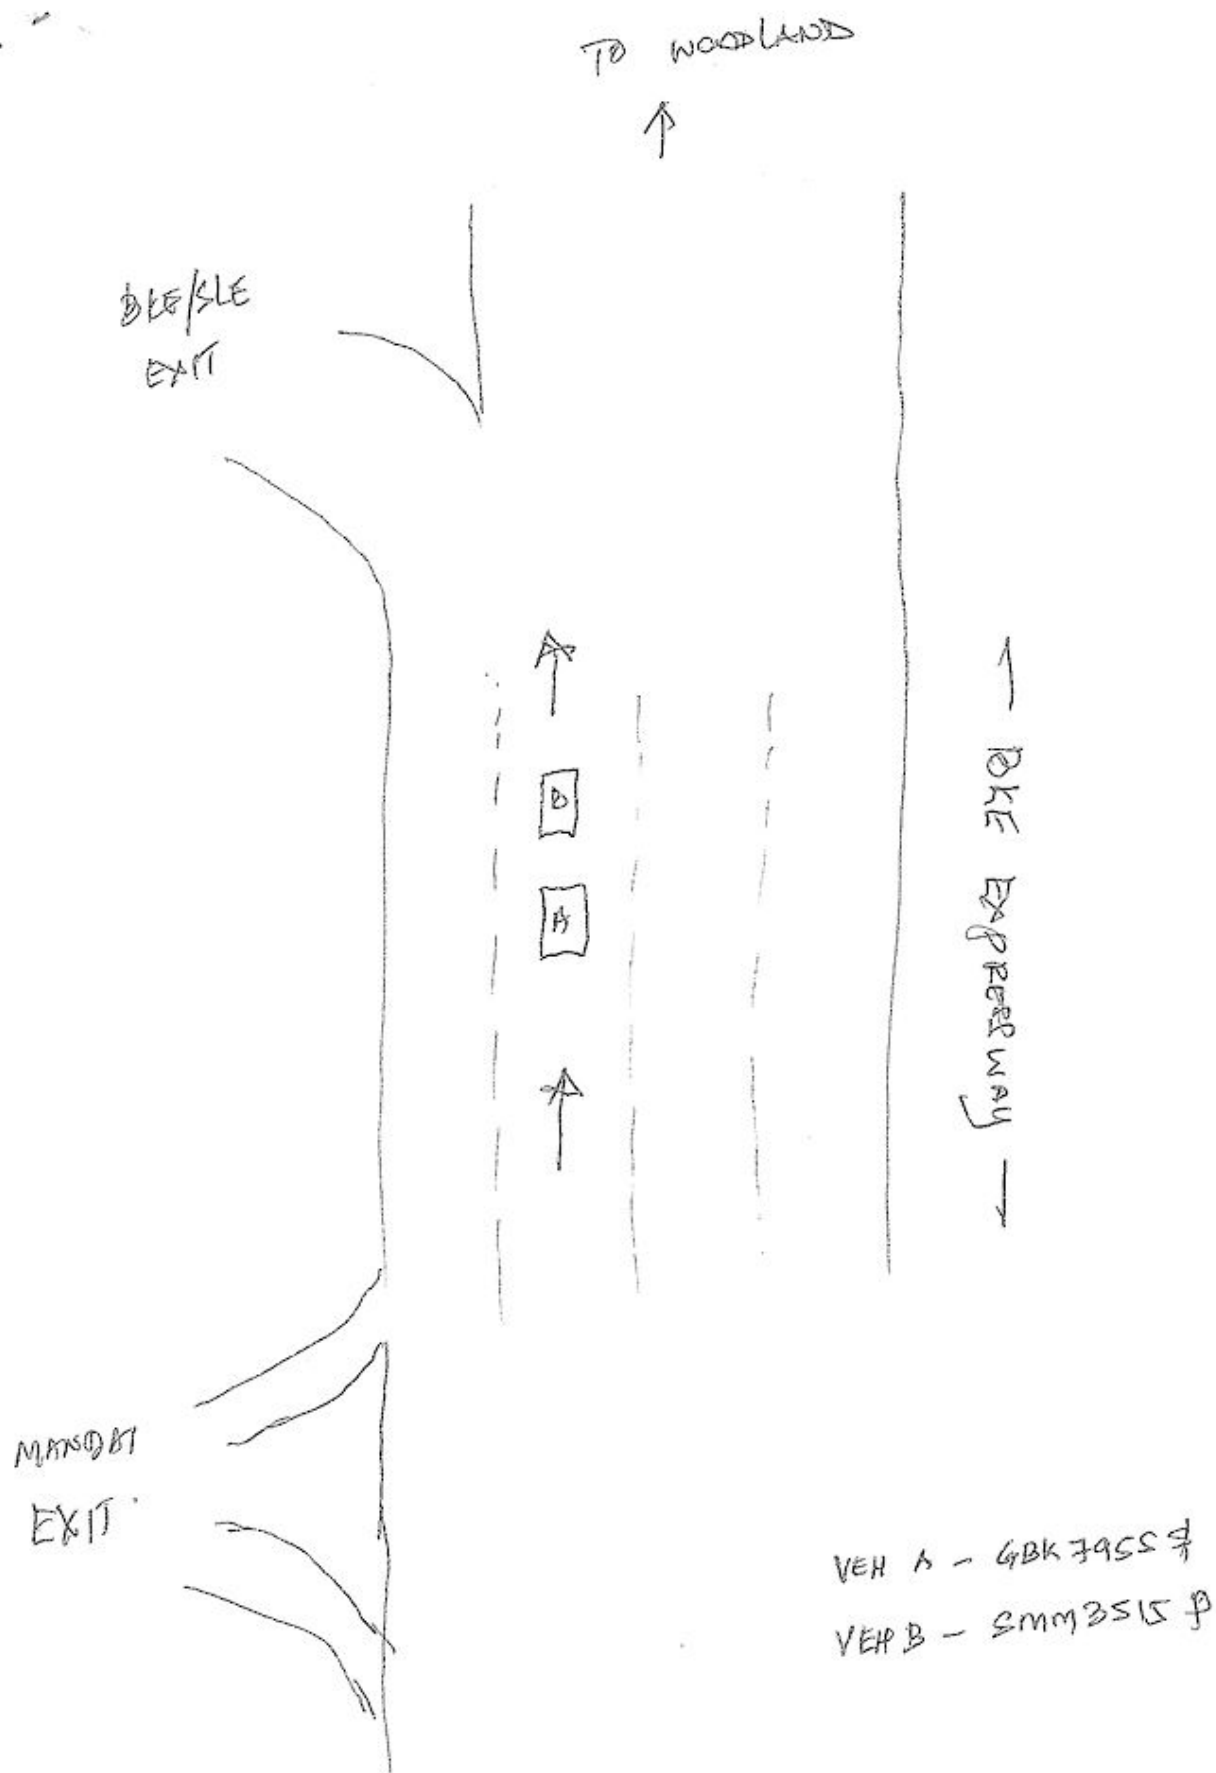 TO WOODLAND
BKE/SLE
EXIT
B
A
BKE EXPRESSWAY
MANDAI
EXIT
VEH A - GBK 7955
VEH B - SMM 3515 P